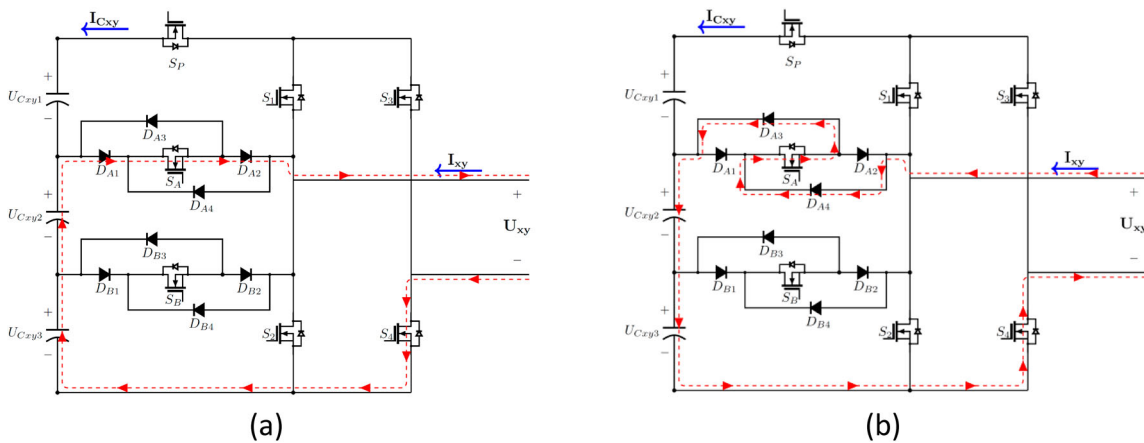 I_Cxy
S_P
+
U_Cxy1
−
S_1
S_3
D_A3
D_A1
S_A
D_A2
D_A4
I_xy
+
U_Cxy2
−
+
U_xy
−
D_B3
D_B1
S_B
D_B2
D_B4
+
U_Cxy3
−
S_2
S_4
(a)
I_Cxy
S_P
+
U_Cxy1
−
S_1
S_3
D_A3
D_A1
S_A
D_A2
D_A4
I_xy
+
U_Cxy2
−
+
U_xy
−
D_B3
D_B1
S_B
D_B2
D_B4
+
U_Cxy3
−
S_2
S_4
(b)